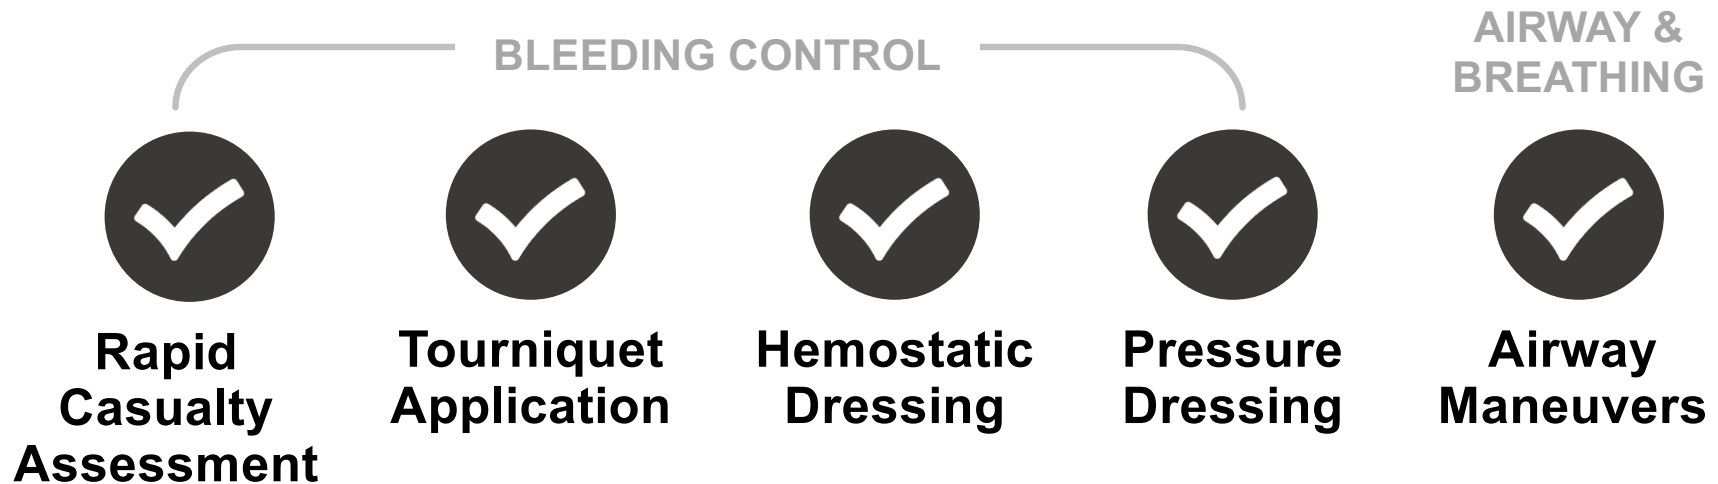 BLEEDING CONTROL
AIRWAY &
BREATHING
Rapid
Casualty
Assessment
Tourniquet
Application
Hemostatic
Dressing
Pressure
Dressing
Airway
Maneuvers